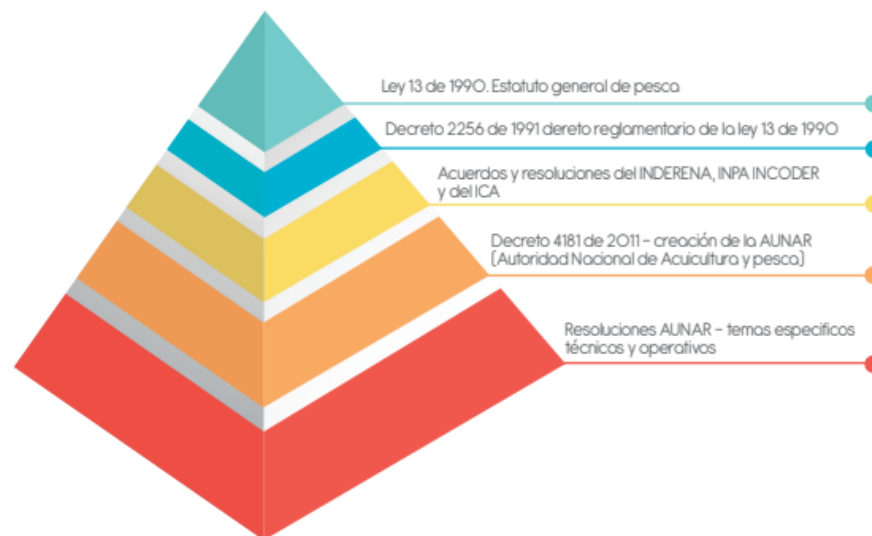 Ley 13 de 1990. Estatuto general de pesca
Decreto 2256 de 1991 dereto reglamentario de la ley 13 de 1990
Acuerdos y resoluciones del INDERENA, INPA INCODER
y del ICA
Decreto 4181 de 2011 – creación de la AUNAR
(Autoridad Nacional de Acuicultura y pesca)
Resoluciones AUNAR – temas especificos
técnicos y operativos